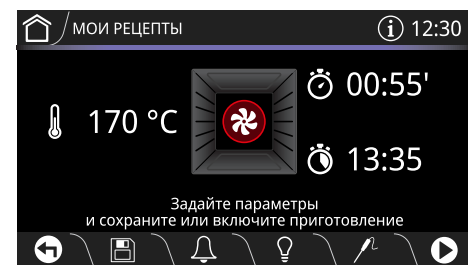 МОИ РЕЦЕПТЫ
i 12:30
170 °C
00:55'
13:35
Задайте параметры
и сохраните или включите приготовление